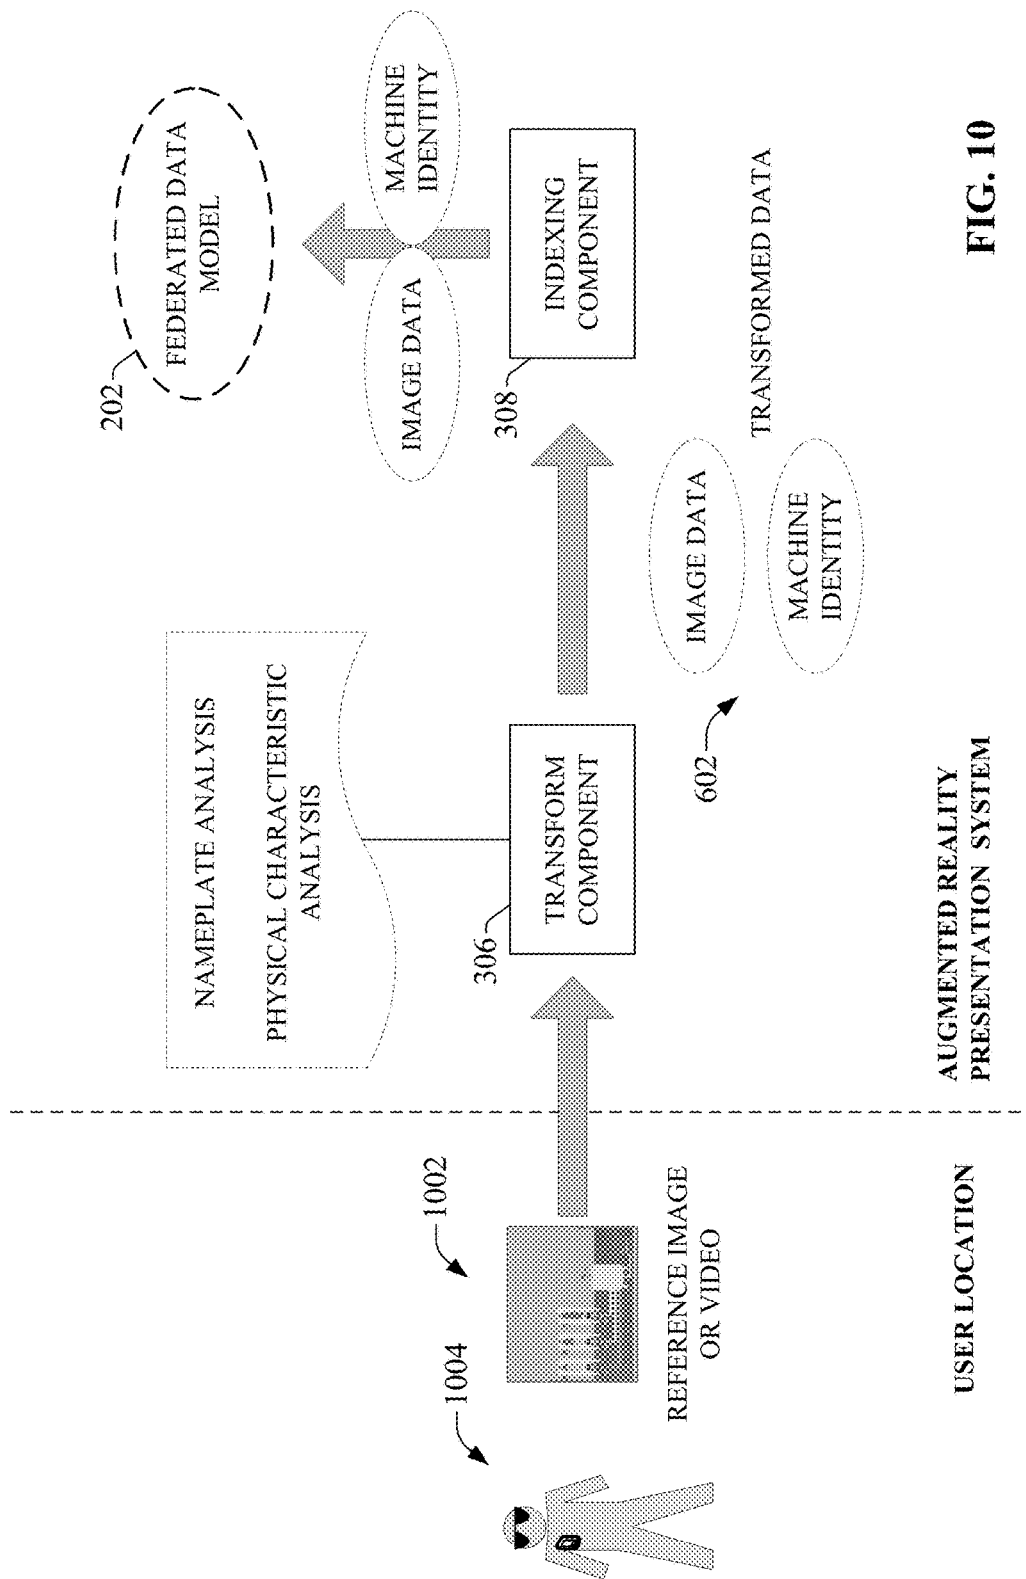 202
FEDERATED DATA
MODEL
IMAGE DATA
MACHINE
IDENTITY
NAMEPLATE ANALYSIS
PHYSICAL CHARACTERISTIC
ANALYSIS
1004
1002
306
TRANSFORM
COMPONENT
308
INDEXING
COMPONENT
REFERENCE IMAGE
OR VIDEO
602
IMAGE DATA
MACHINE
IDENTITY
TRANSFORMED DATA
USER LOCATION
AUGMENTED REALITY
PRESENTATION SYSTEM
FIG. 10